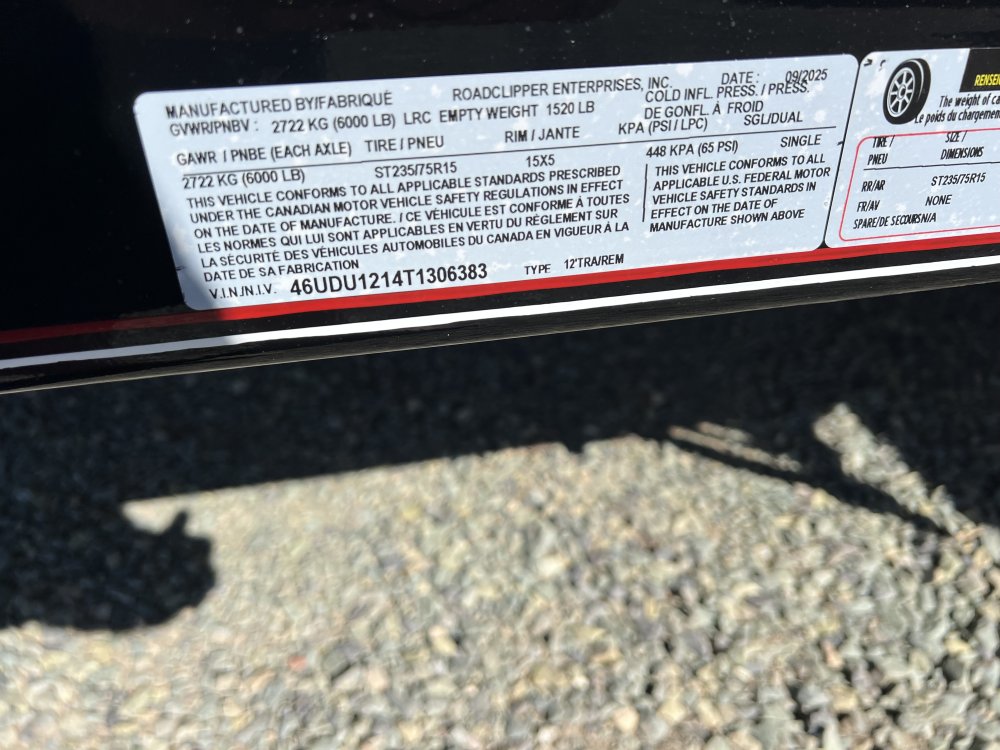 MANUFACTURED BY/FABRIQUÉ ROADCLIPPER ENTERPRISES, INC. DATE : 09/2025
GVWR/PNBV : 2722 KG (6000 LB) LRC EMPTY WEIGHT 1520 LB COLD INFL. PRESS. / PRESS.
DE GONFL. À FROID
GAWR / PNBE (EACH AXLE) TIRE / PNEU RIM / JANTE KPA (PSI / LPC) SGL/DUAL
2722 KG (6000 LB) ST235/75R15 15X5 448 KPA (65 PSI) SINGLE
THIS VEHICLE CONFORMS TO ALL APPLICABLE STANDARDS PRESCRIBED
UNDER THE CANADIAN MOTOR VEHICLE SAFETY REGULATIONS IN EFFECT
ON THE DATE OF MANUFACTURE. / CE VÉHICULE EST CONFORME À TOUTES
LES NORMES QUI LUI SONT APPLICABLES EN VERTU DU RÈGLEMENT SUR
LA SÉCURITÉ DES VÉHICULES AUTOMOBILES DU CANADA EN VIGUEUR À LA
DATE DE SA FABRICATION
THIS VEHICLE CONFORMS TO ALL
APPLICABLE U.S. FEDERAL MOTOR
VEHICLE SAFETY STANDARDS IN
EFFECT ON THE DATE OF
MANUFACTURE SHOWN ABOVE
V.I.N./N.I.V. 46UDU1214T1306383 TYPE 12'TRA/REM
RENSEI
The weight of ca
Le poids du chargemen
TIRE / SIZE /
PNEU DIMENSIONS
RR/AR ST235/75R15
FR/AV NONE
SPARE/DE SECOURS N/A